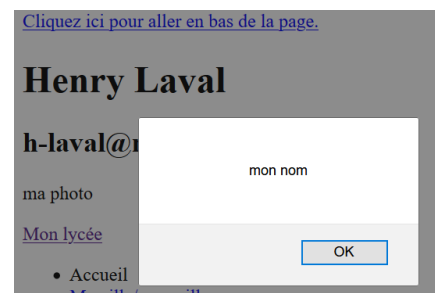 Cliquez ici pour aller en bas de la page.
Henry Laval
h-laval@
mon nom
ma photo
Mon lycée
OK
• Accueil